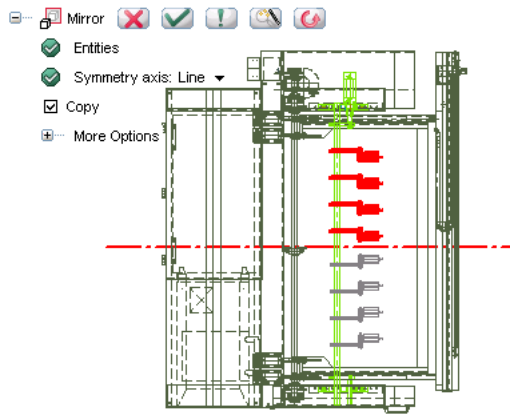 Mirror
Entities
Symmetry axis: Line
Copy
More Options